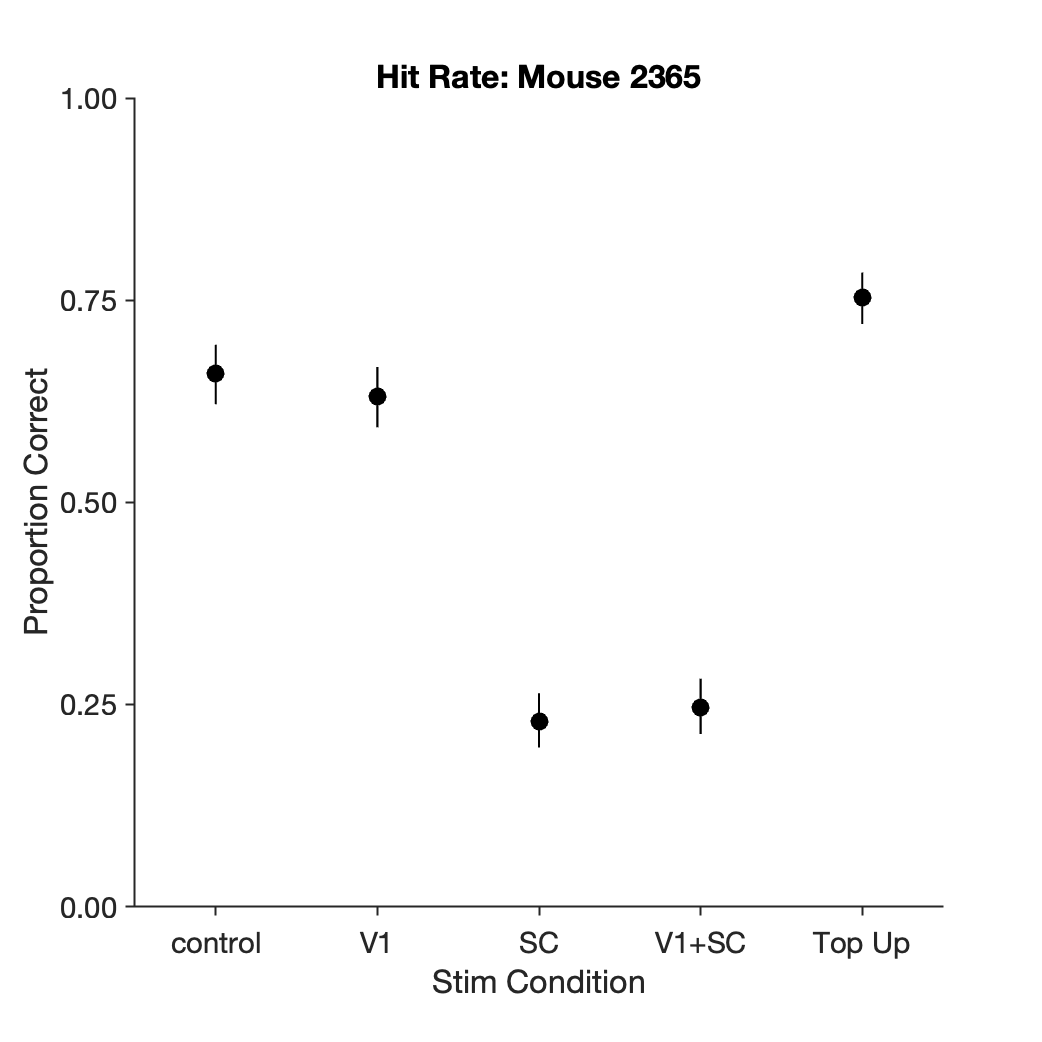 Hit Rate: Mouse 2365
1.00
0.75
0.50
0.25
0.00
Proportion Correct
control V1 SC V1+SC Top Up
Stim Condition